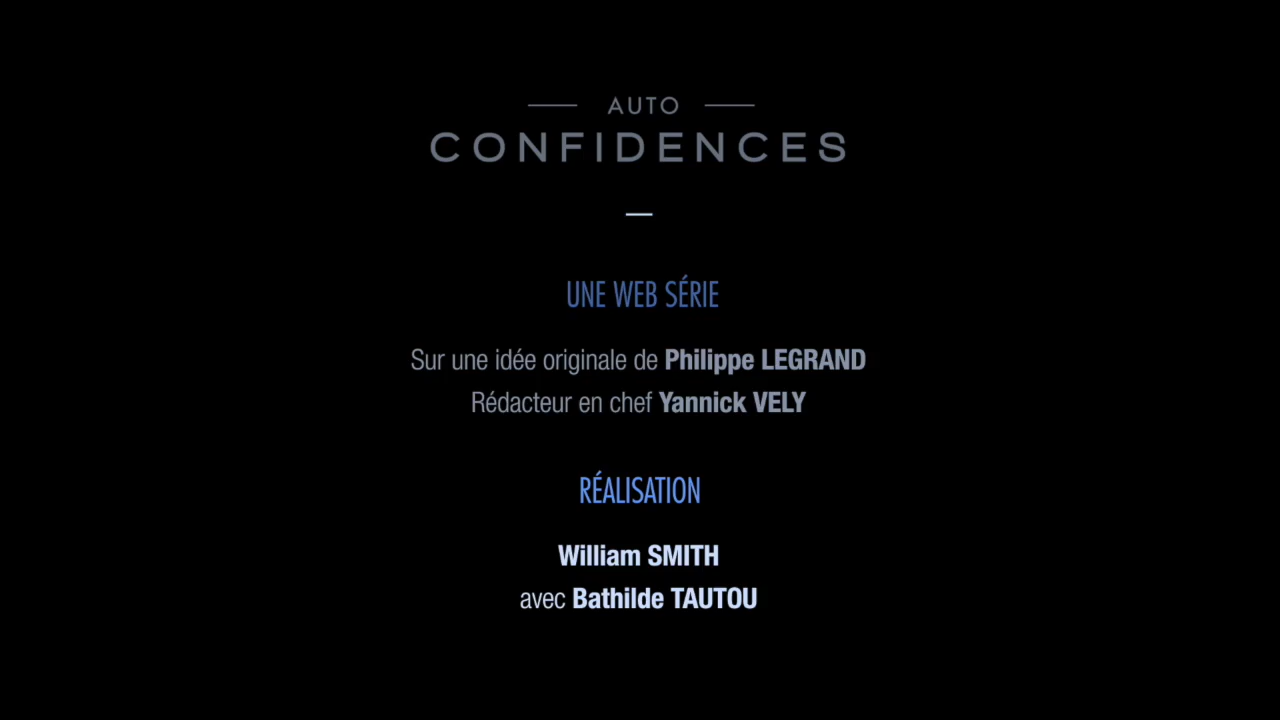 AUTO
CONFIDENCES
UNE WEB SÉRIE
Sur une idée originale de Philippe LEGRAND
Rédacteur en chef Yannick VELY
RÉALISATION
William SMITH
avec Bathilde TAUTOU